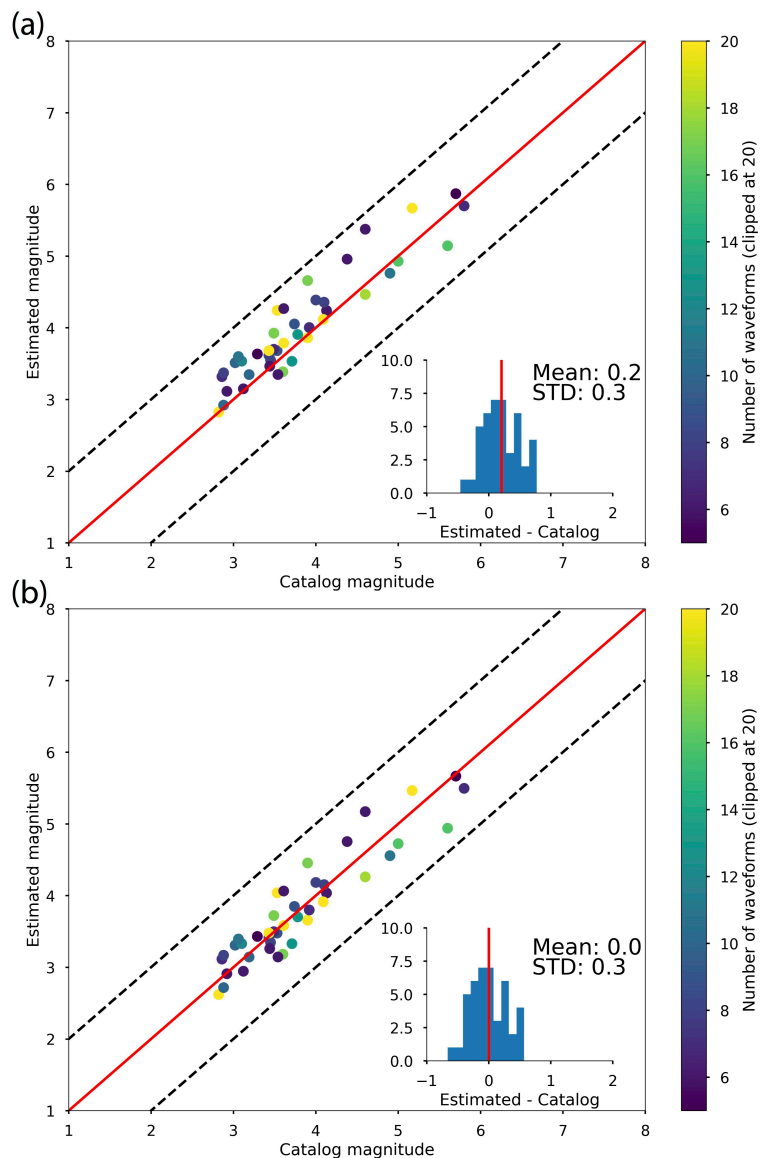 (a)
8
7
6
5
4
3
2
1
Estimated magnitude
1 2 3 4 5 6 7 8
Catalog magnitude
10.0
7.5
5.0
2.5
0.0
Mean: 0.2
STD: 0.3
−1 0 1 2
Estimated - Catalog
20
18
16
14
12
10
8
6
Number of waveforms (clipped at 20)
(b)
8
7
6
5
4
3
2
1
Estimated magnitude
1 2 3 4 5 6 7 8
Catalog magnitude
10.0
7.5
5.0
2.5
0.0
Mean: 0.0
STD: 0.3
−1 0 1 2
Estimated - Catalog
20
18
16
14
12
10
8
6
Number of waveforms (clipped at 20)